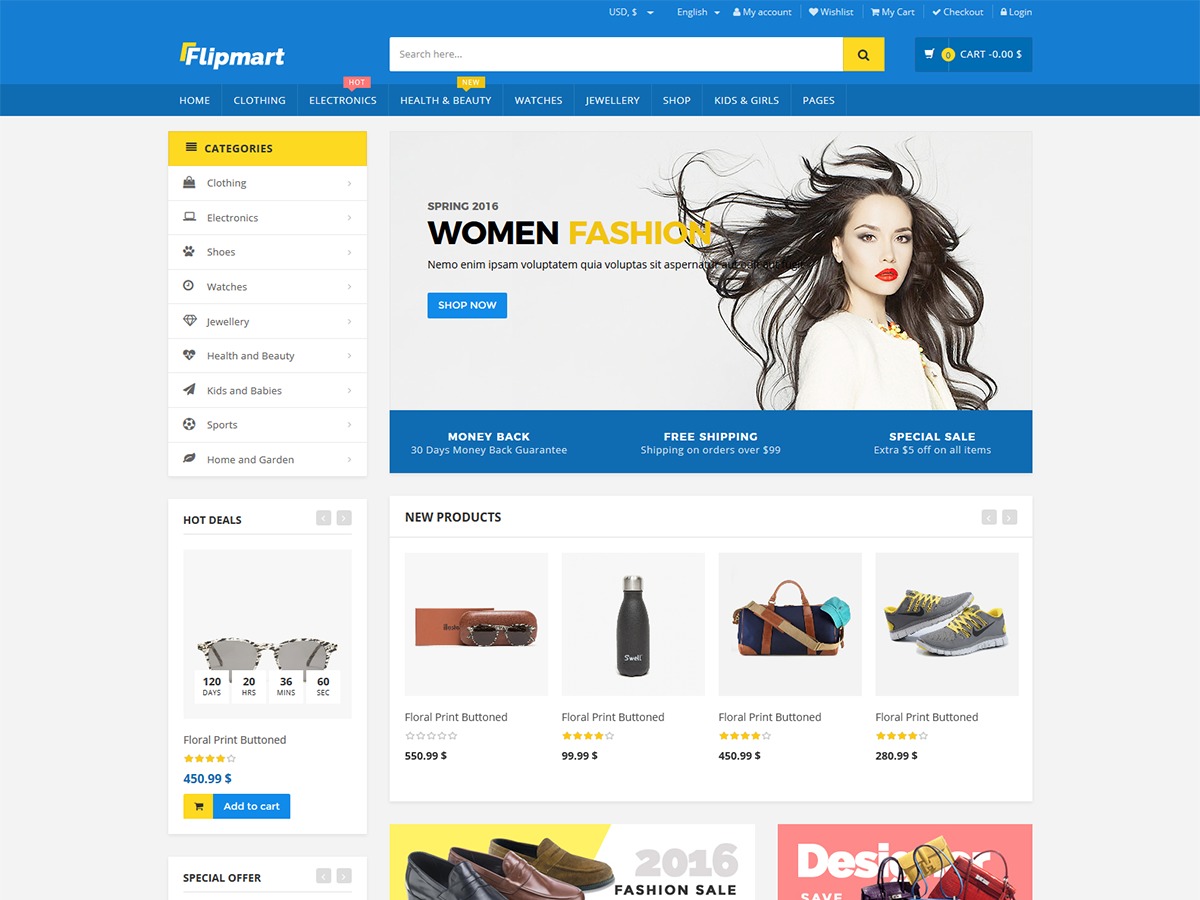 USD, $ English My account Wishlist My Cart Checkout Login
Flipmart
Search here...
0 CART -0.00 $
HOT
NEW
HOME CLOTHING ELECTRONICS HEALTH & BEAUTY WATCHES JEWELLERY SHOP KIDS & GIRLS PAGES
CATEGORIES
Clothing
Electronics
Shoes
Watches
Jewellery
Health and Beauty
Kids and Babies
Sports
Home and Garden
SPRING 2016
WOMEN FASHION
Nemo enim ipsam voluptatem quia voluptas sit aspernatur aut odit aut fugit
SHOP NOW
MONEY BACK
30 Days Money Back Guarantee
FREE SHIPPING
Shipping on orders over $99
SPECIAL SALE
Extra $5 off on all items
HOT DEALS
120 20 36 60
DAYS HRS MINS SEC
Floral Print Buttoned
450.99 $
Add to cart
SPECIAL OFFER
NEW PRODUCTS
S'well
Floral Print Buttoned
550.99 $
Floral Print Buttoned
99.99 $
Floral Print Buttoned
450.99 $
Floral Print Buttoned
280.99 $
2016
FASHION SALE
Designer
SAVE